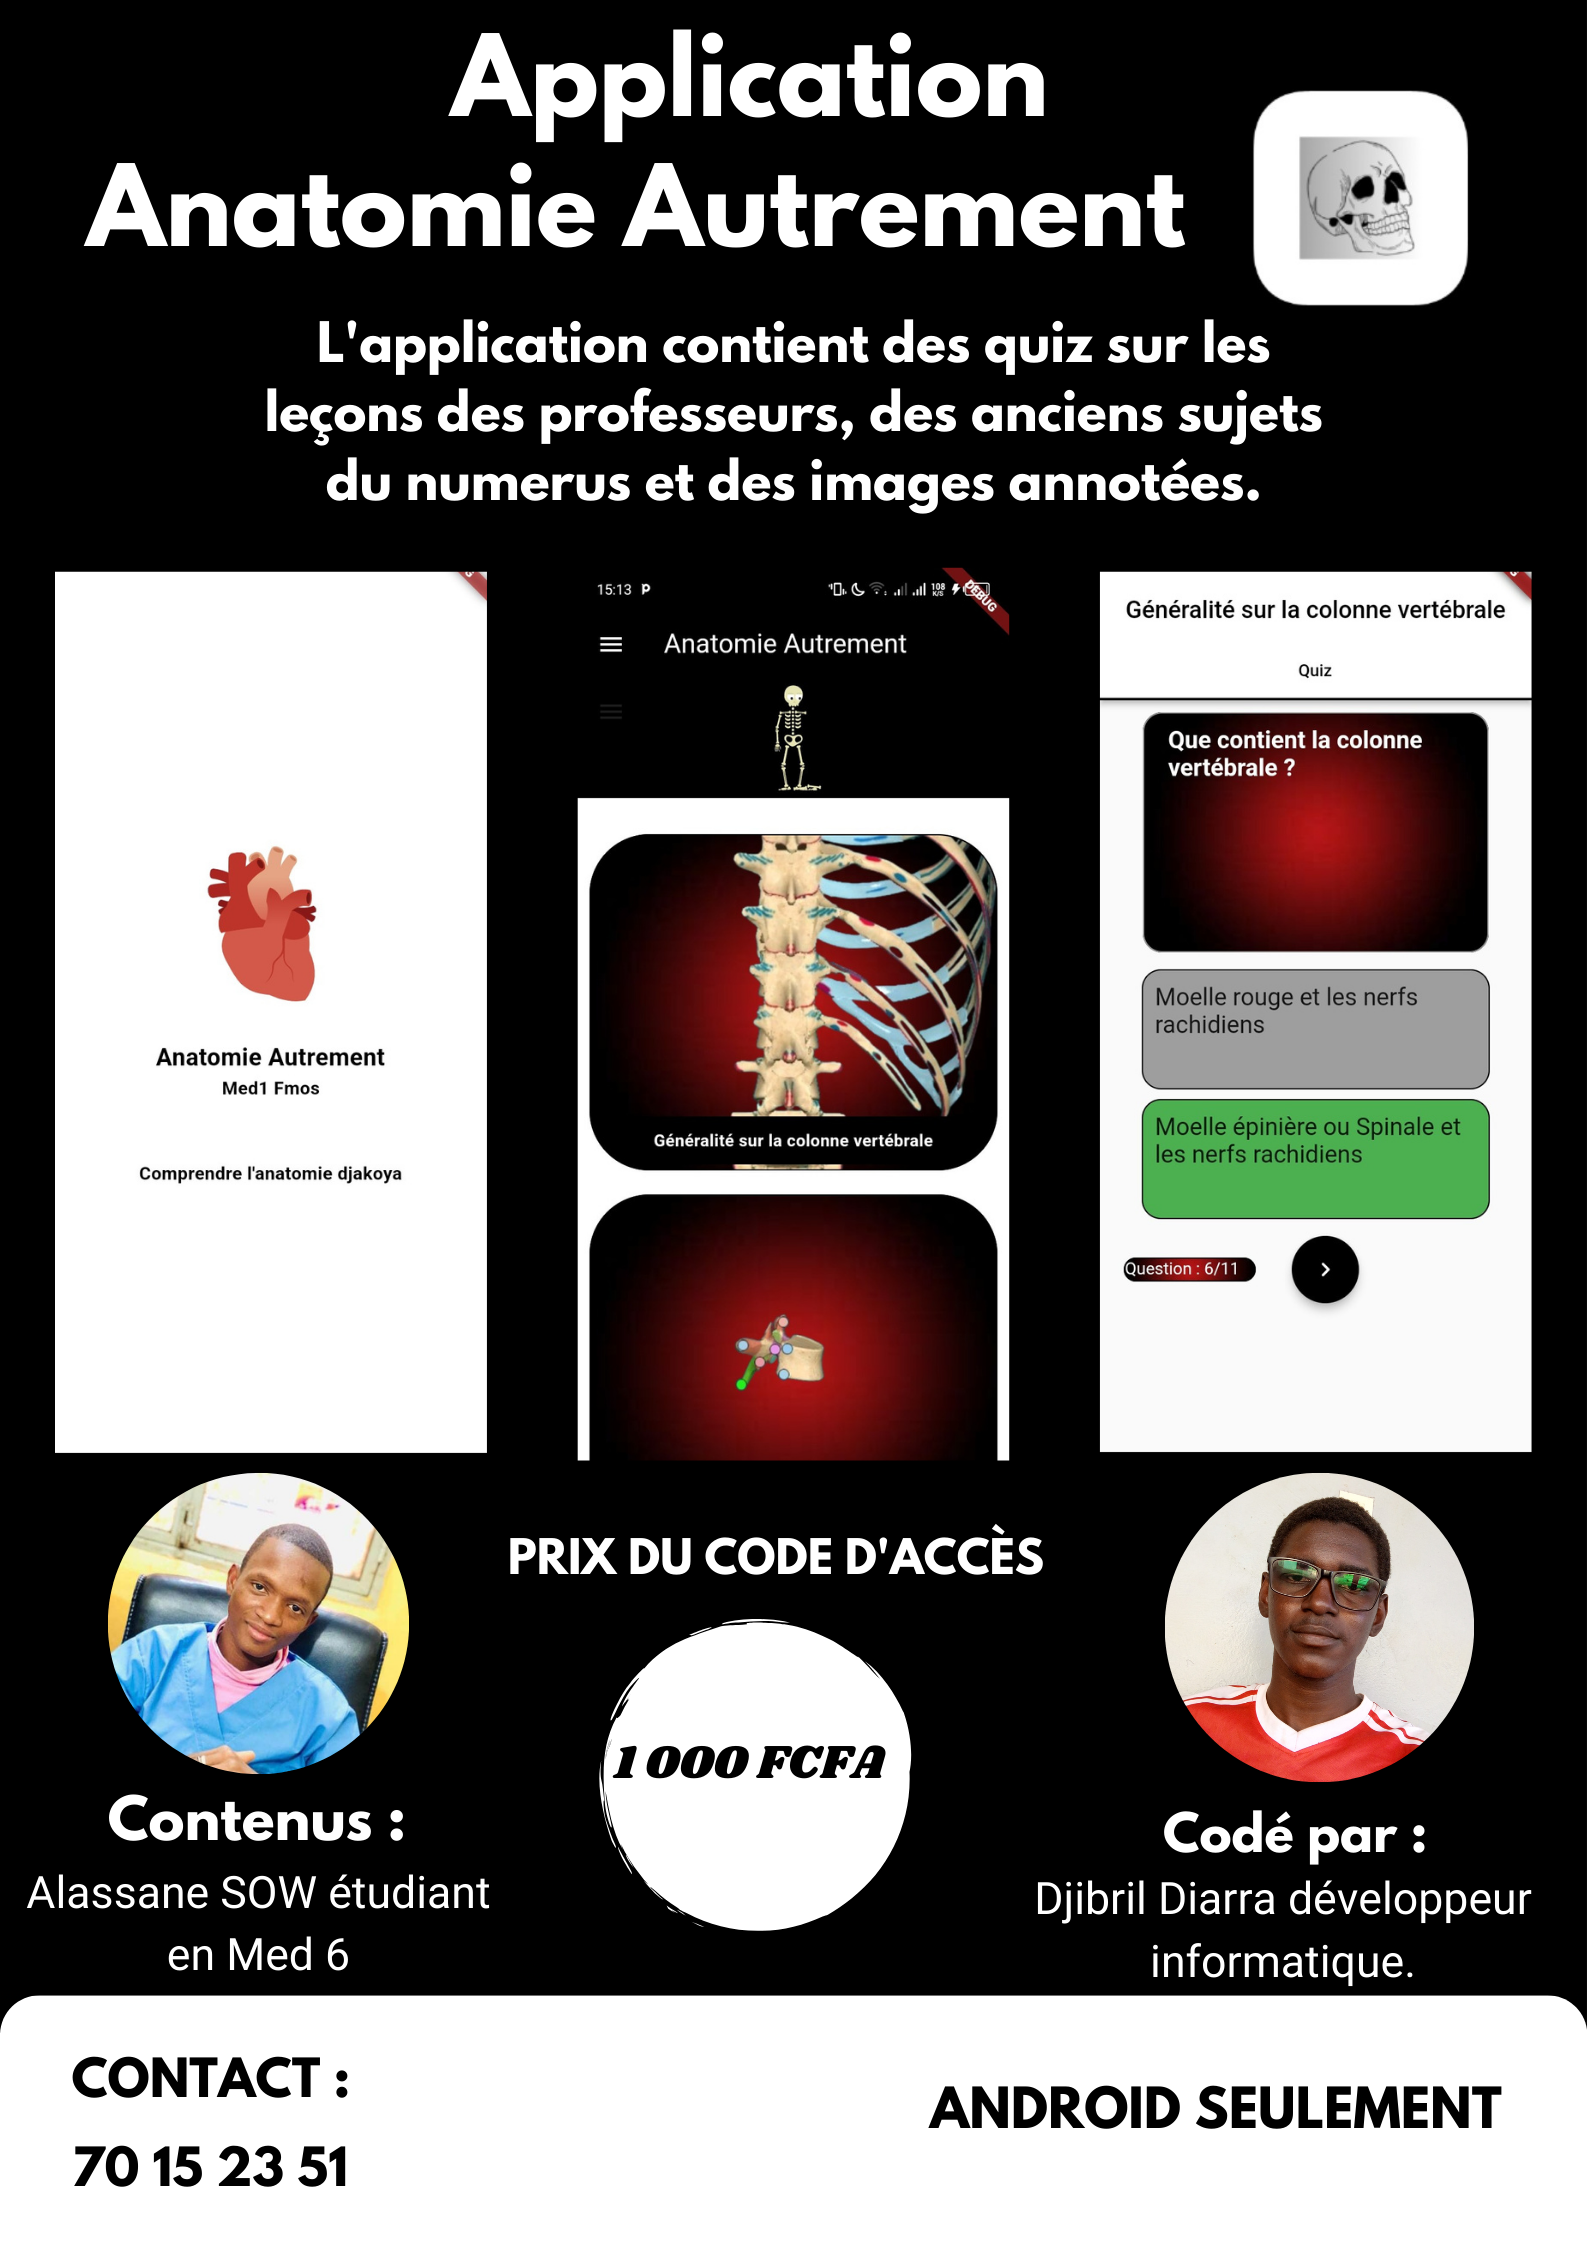 Application
Anatomie Autrement
L'application contient des quiz sur les
leçons des professeurs, des anciens sujets
du numerus et des images annotées.
Anatomie Autrement
Med1 Fmos
Comprendre l'anatomie djakoya
15:13
108
K/S
DEBUG
Anatomie Autrement
Généralité sur la colonne vertébrale
Généralité sur la colonne vertébrale
Quiz
Que contient la colonne
vertébrale ?
Moelle rouge et les nerfs
rachidiens
Moelle épinière ou Spinale et
les nerfs rachidiens
Question : 6/11
PRIX DU CODE D'ACCÈS
1 000 FCFA
Contenus :
Alassane SOW étudiant
en Med 6
Codé par :
Djibril Diarra développeur
informatique.
CONTACT :
70 15 23 51
ANDROID SEULEMENT